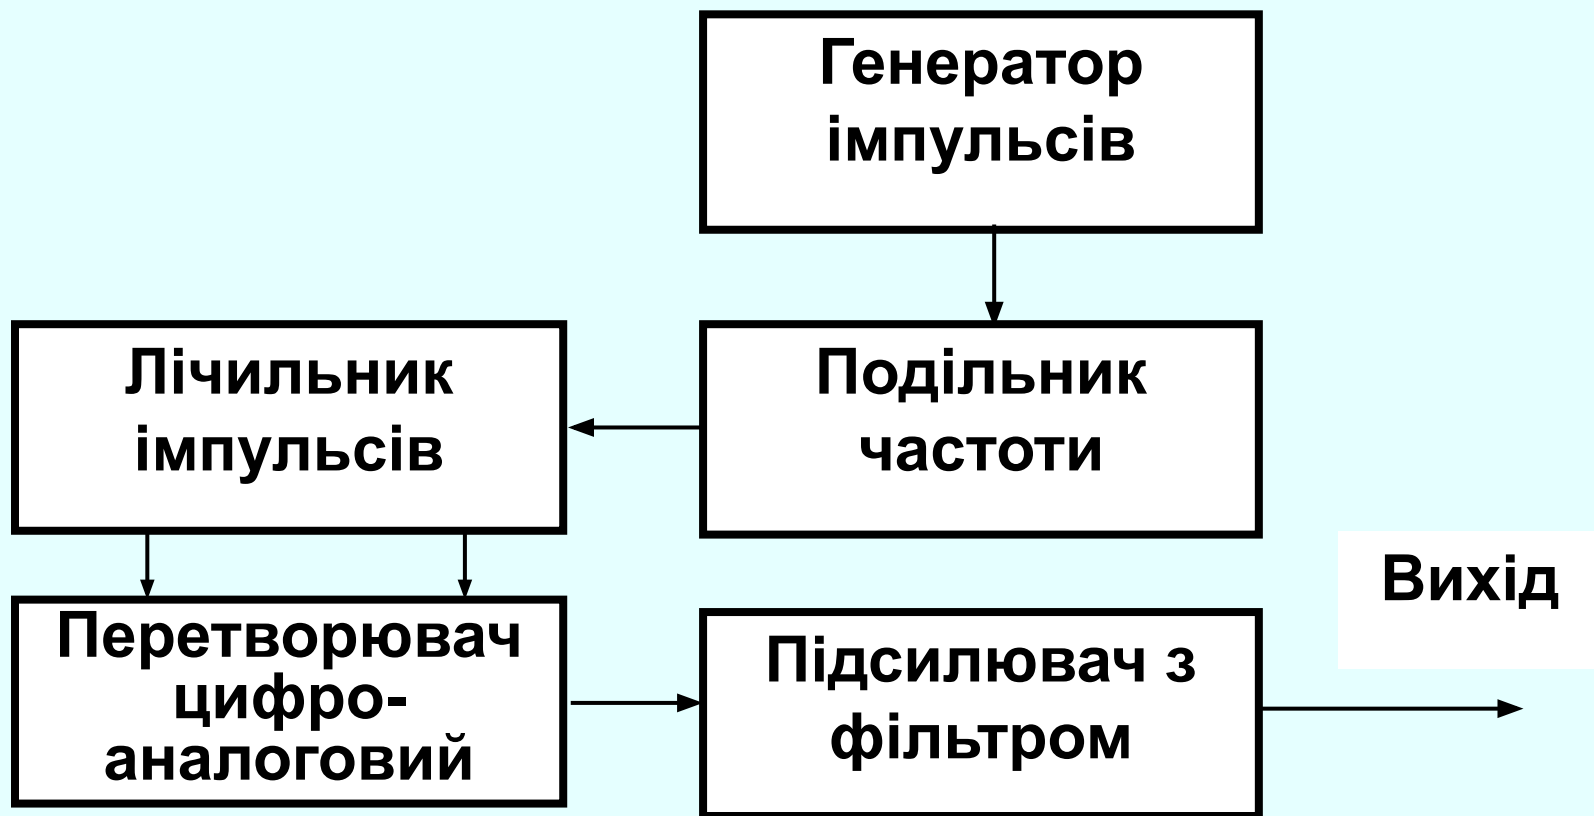 Генератор
імпульсів
Лічильник
імпульсів
Подільник
частоти
Вихід
Перетворювач
цифро-
аналоговий
Підсилювач з
фільтром